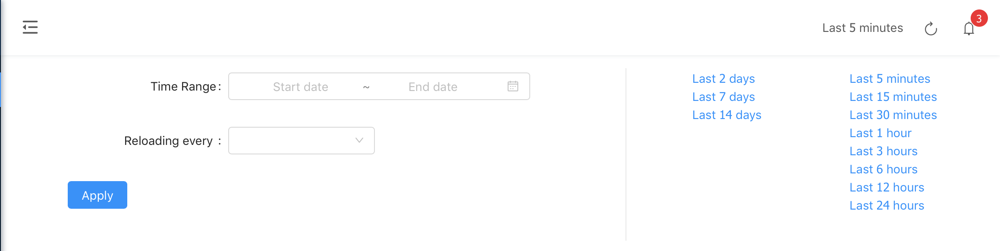 Last 5 minutes
3
Time Range: Start date ~ End date
Reloading every :
Apply
Last 2 days
Last 7 days
Last 14 days
Last 5 minutes
Last 15 minutes
Last 30 minutes
Last 1 hour
Last 3 hours
Last 6 hours
Last 12 hours
Last 24 hours